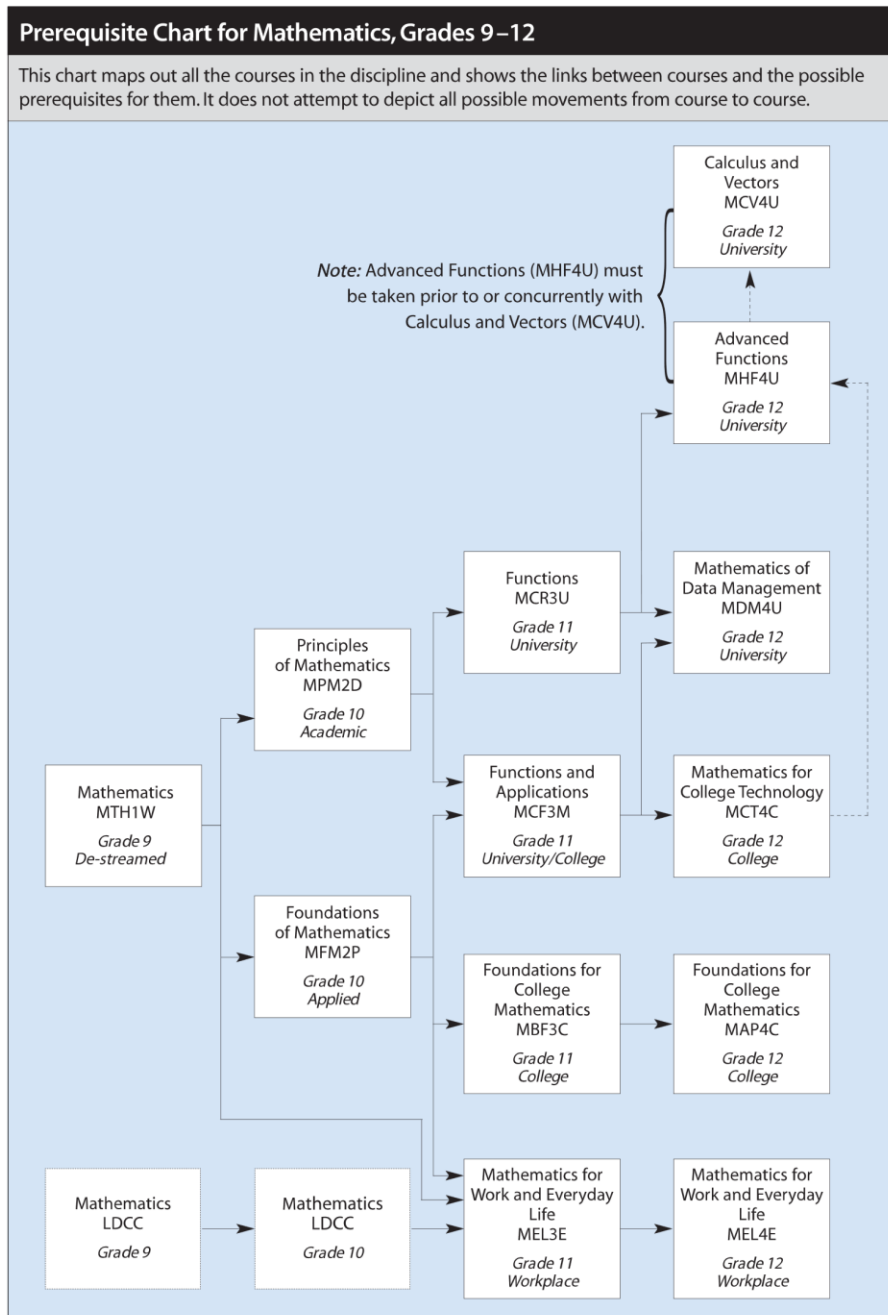 Prerequisite Chart for Mathematics, Grades 9–12
This chart maps out all the courses in the discipline and shows the links between courses and the possible
prerequisites for them. It does not attempt to depict all possible movements from course to course.
Calculus and
Vectors
MCV4U
Grade 12
University
Note: Advanced Functions (MHF4U) must
be taken prior to or concurrently with
Calculus and Vectors (MCV4U).
Advanced
Functions
MHF4U
Grade 12
University
Functions
MCR3U
Grade 11
University
Mathematics of
Data Management
MDM4U
Grade 12
University
Principles
of Mathematics
MPM2D
Grade 10
Academic
Mathematics
MTH1W
Grade 9
De-streamed
Functions and
Applications
MCF3M
Grade 11
University/College
Mathematics for
College Technology
MCT4C
Grade 12
College
Foundations
of Mathematics
MFM2P
Grade 10
Applied
Foundations for
College
Mathematics
MBF3C
Grade 11
College
Foundations for
College
Mathematics
MAP4C
Grade 12
College
Mathematics
LDCC
Grade 9
Mathematics
LDCC
Grade 10
Mathematics for
Work and Everyday
Life
MEL3E
Grade 11
Workplace
Mathematics for
Work and Everyday
Life
MEL4E
Grade 12
Workplace